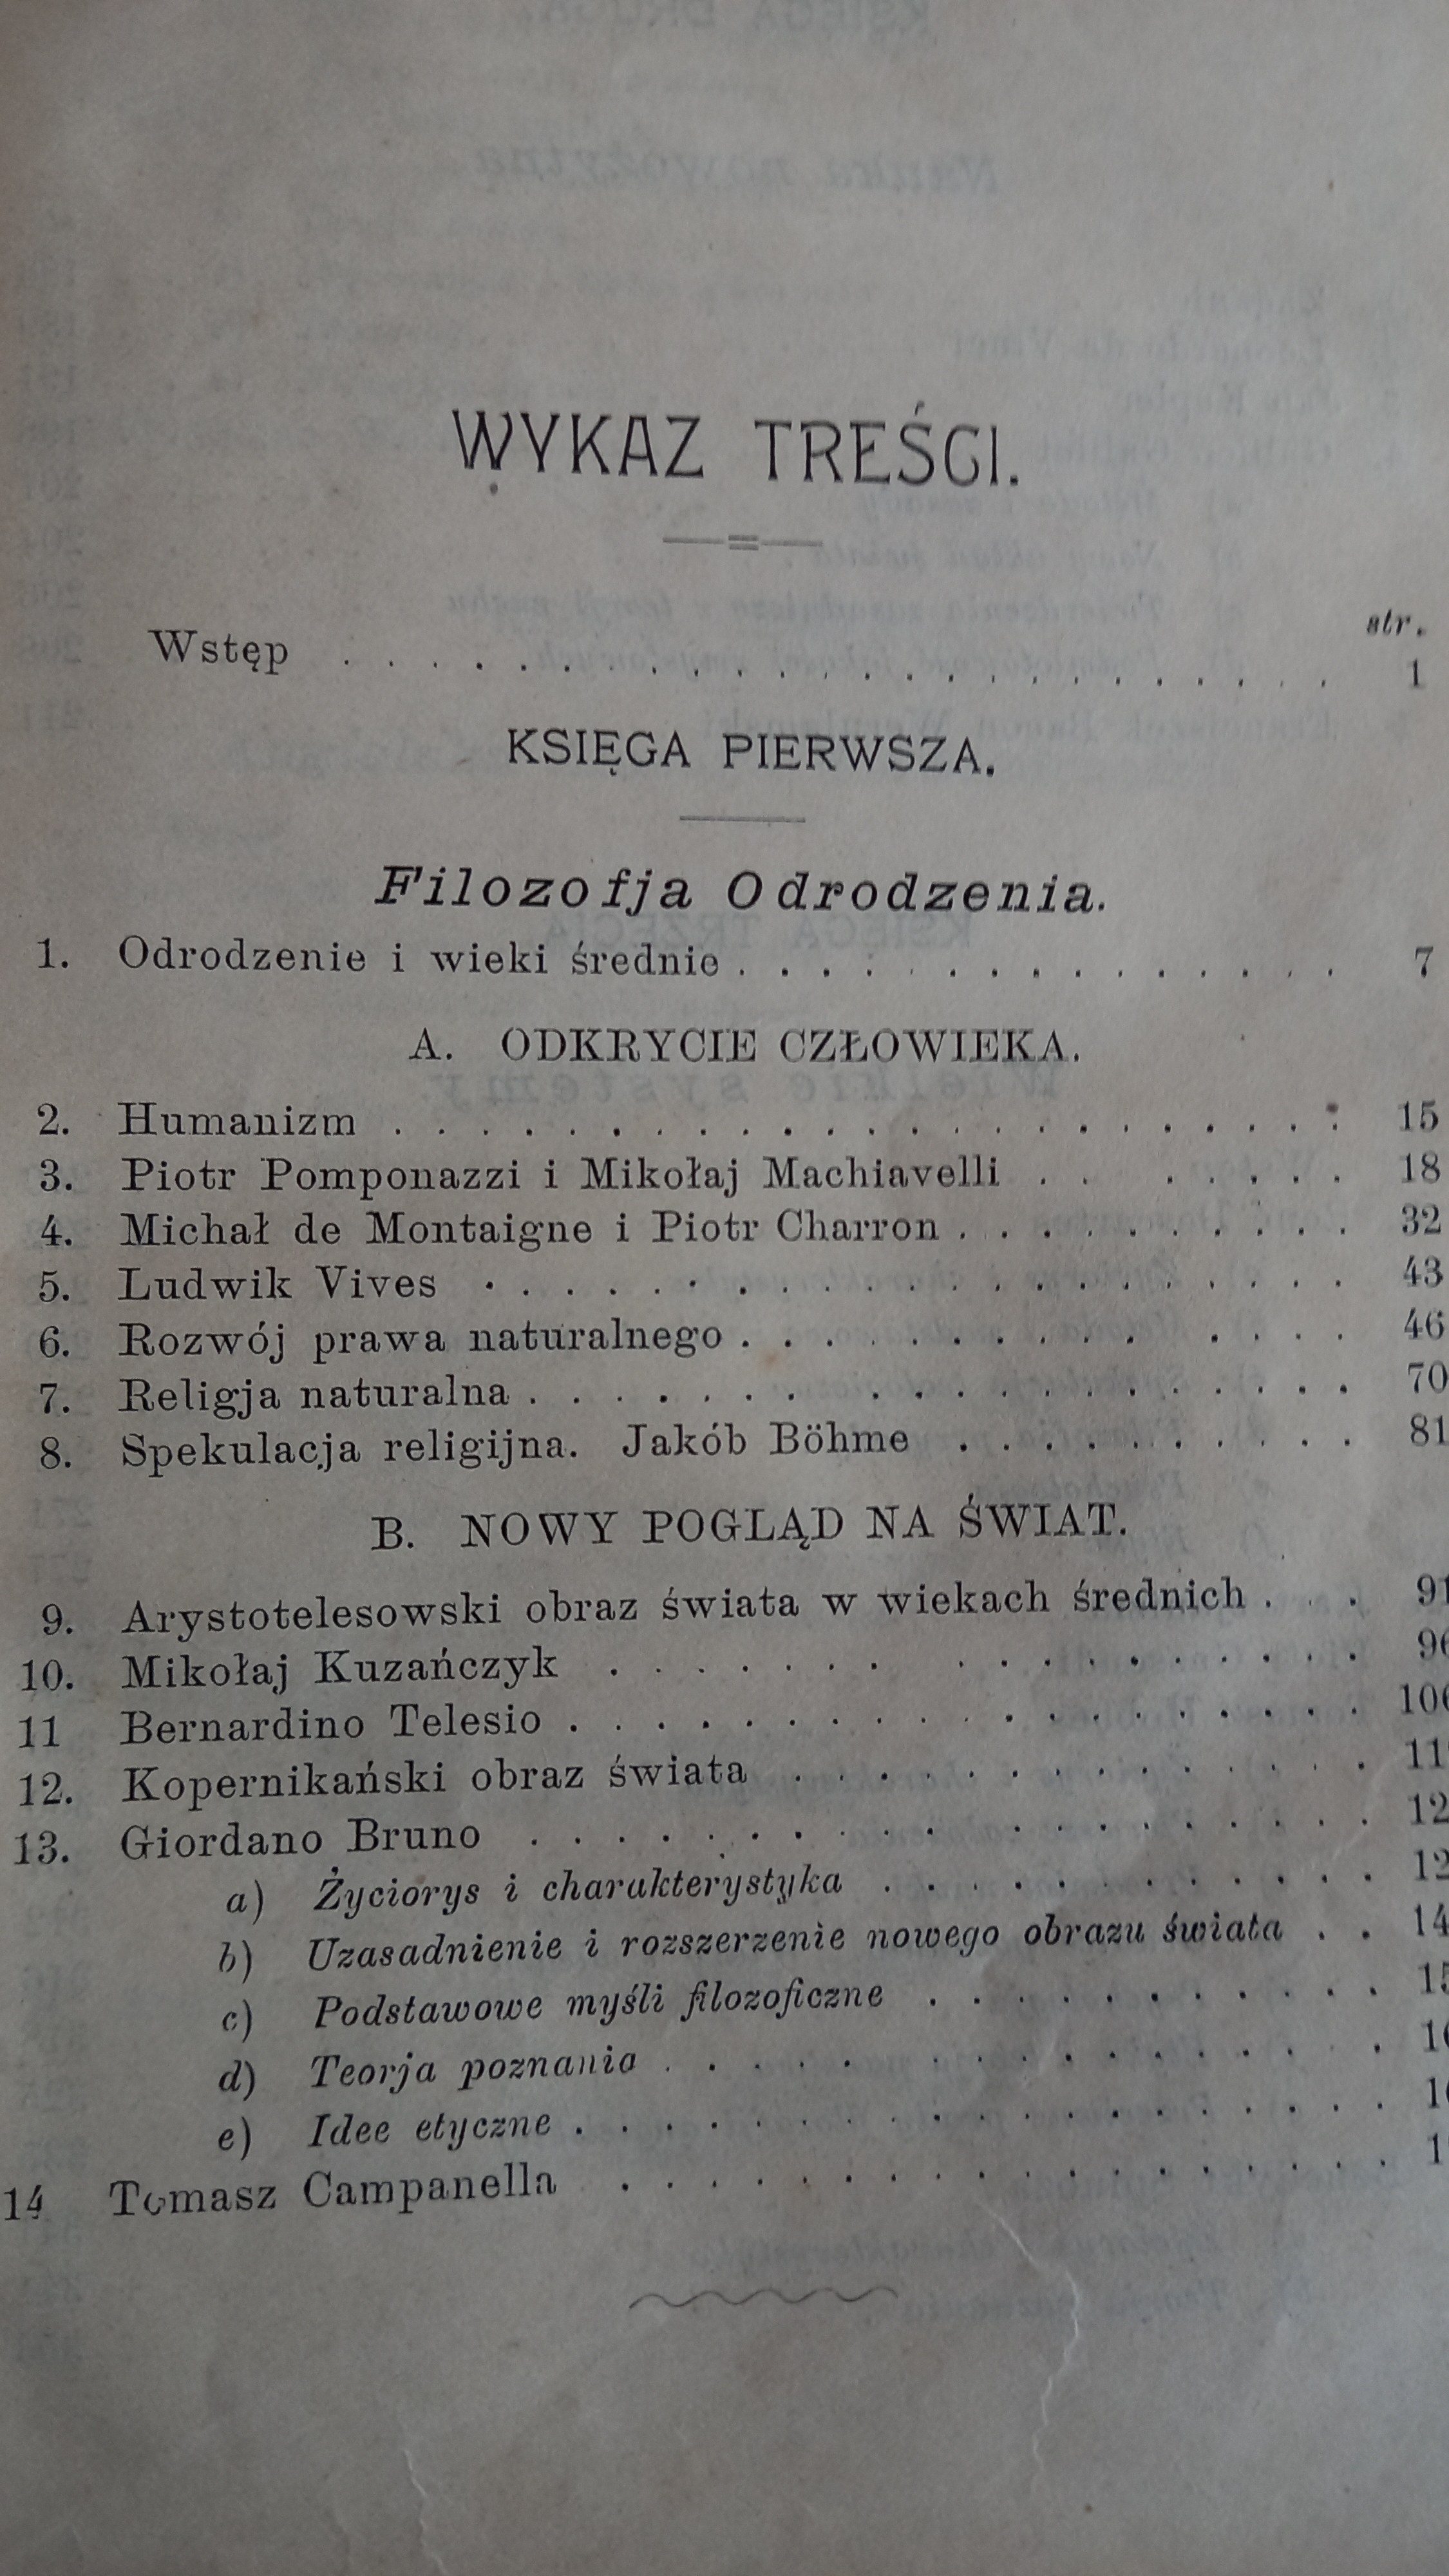 WYKAZ TREŚCI.
str.
Wstęp . . . . . . . . . . . . . . . . . . . . . . . . 1
KSIĘGA PIERWSZA.
Filozofja Odrodzenia.
1. Odrodzenie i wieki średnie . . . . . . . . . . . . . . . 7
A. ODKRYCIE CZŁOWIEKA.
2. Humanizm . . . . . . . . . . . . . . . . . . . . . . . 15
3. Piotr Pomponazzi i Mikołaj Machiavelli . . . . . . . 18
4. Michał de Montaigne i Piotr Charron . . . . . . . . . . 32
5. Ludwik Vives . . . . . . . . . . . . . . . . . . . . . 43
6. Rozwój prawa naturalnego . . . . . . . . . . . . . . 46
7. Religja naturalna . . . . . . . . . . . . . . . . . . . 70
8. Spekulacja religijna. Jakób Böhme . . . . . . . . . . 81
B. NOWY POGLĄD NA ŚWIAT.
9. Arystotelesowski obraz świata w wiekach średnich . . . 91
10. Mikołaj Kuzańczyk . . . . . . . . . . . . . . . . . 
11 Bernardino Telesio . . . . . . . . . . . . . . . . . . . 
12. Kopernikański obraz świata . . . . . . . . . . . . . . 
13. Giordano Bruno . . . . . . . . . . . . . . . . . . . 
a) Życiorys i charakterystyka . . . . . . . . . . . . 
b) Uzasadnienie i rozszerzenie nowego obrazu świata . . 
c) Podstawowe myśli filozoficzne . . . . . . . . . . . 
d) Teorja poznania . . . . . . . . . . . . . . . . 
e) Idee etyczne . . . . . . . . . . . . . . . . . . . 
14 Tomasz Campanella . . . . . . . . . . . . . . . . . .